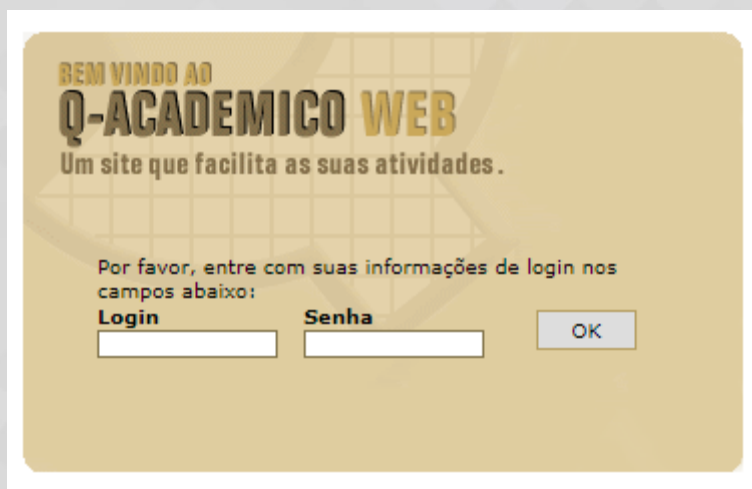 BEM VINDO AO
Q-ACADEMICO WEB
Um site que facilita as suas atividades.
Por favor, entre com suas informações de login nos
campos abaixo:
Login Senha
OK